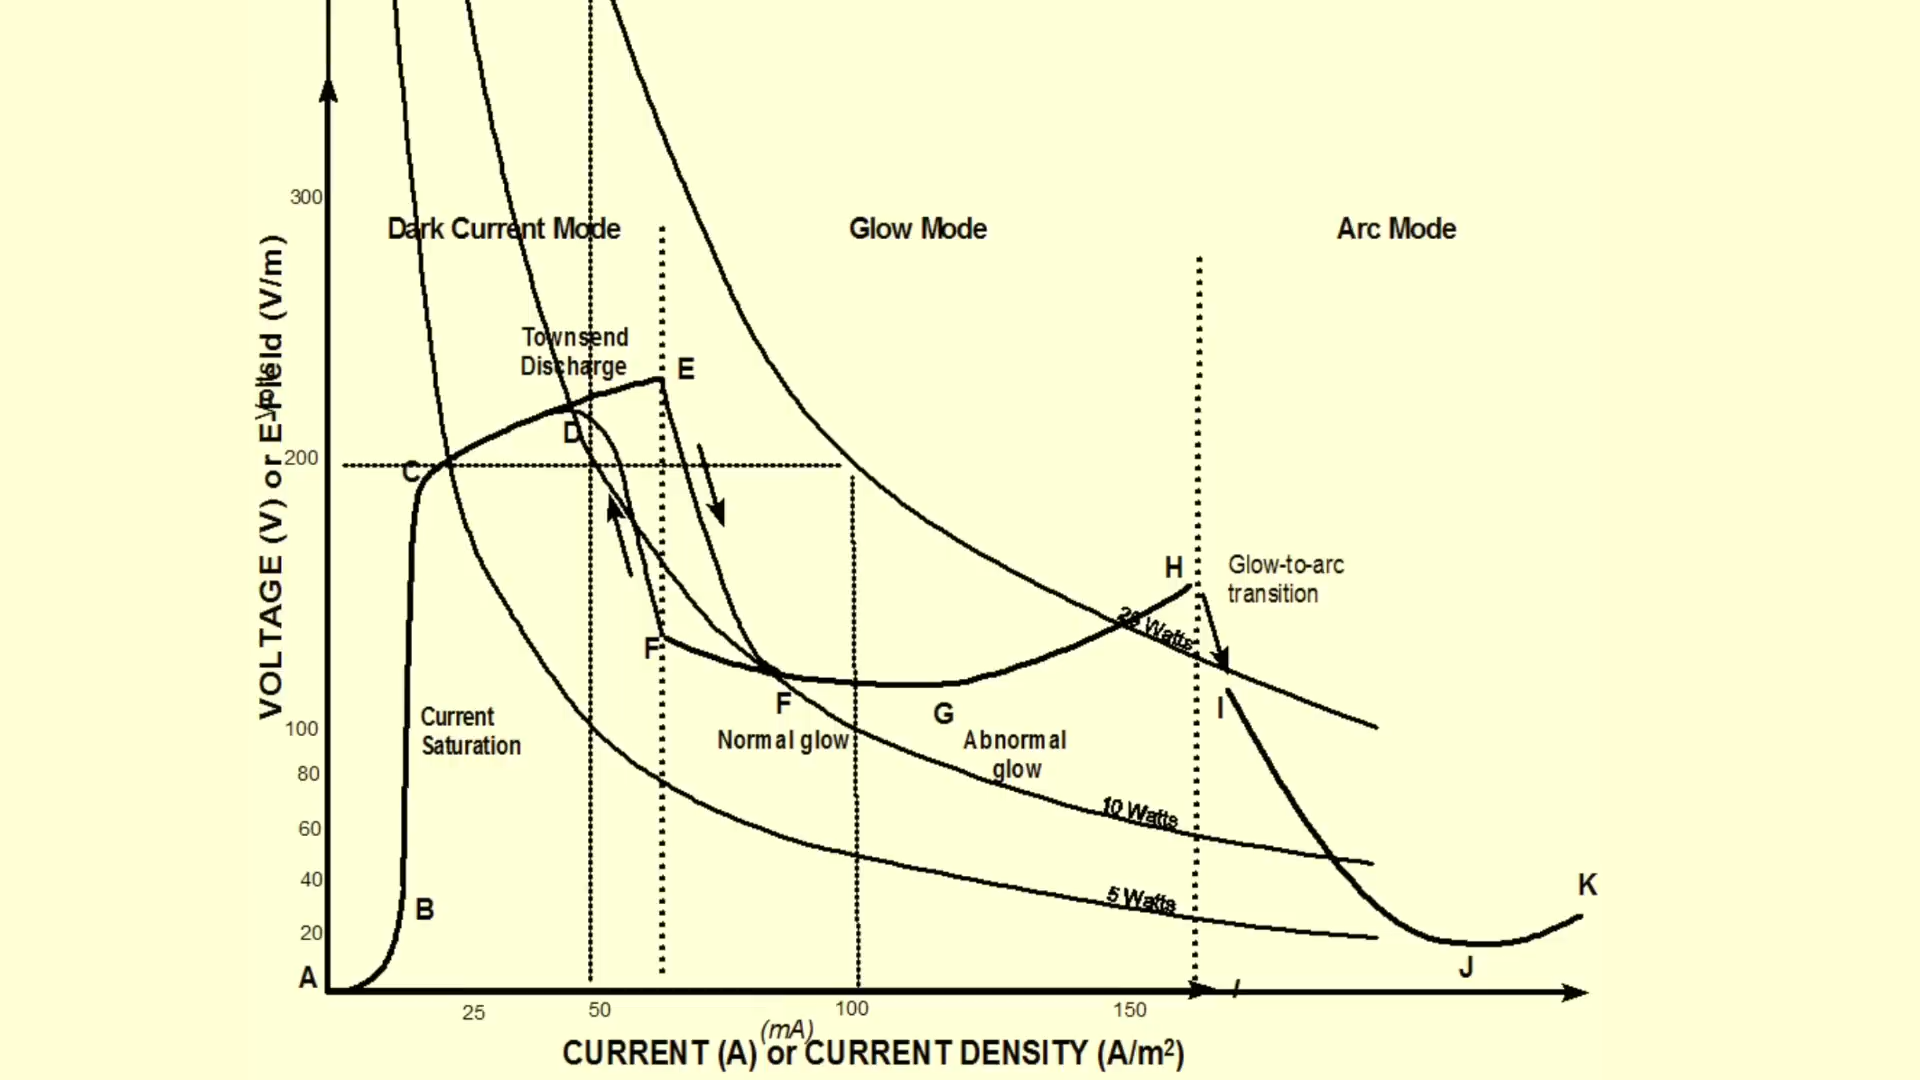 300
Dark Current Mode
Glow Mode
Arc Mode
Townsend
Discharge
E
D
VOLTAGE (V) or E-Field (V/m)
Volts
200
C
H
Glow-to-arc
transition
20 Watts
F
F
I
G
Current
Saturation
100
Normal glow
Abnormal
glow
80
10 Watts
60
40
5 Watts
K
B
20
J
A
25
50
100
150
(mA)
CURRENT (A) or CURRENT DENSITY (A/m²)